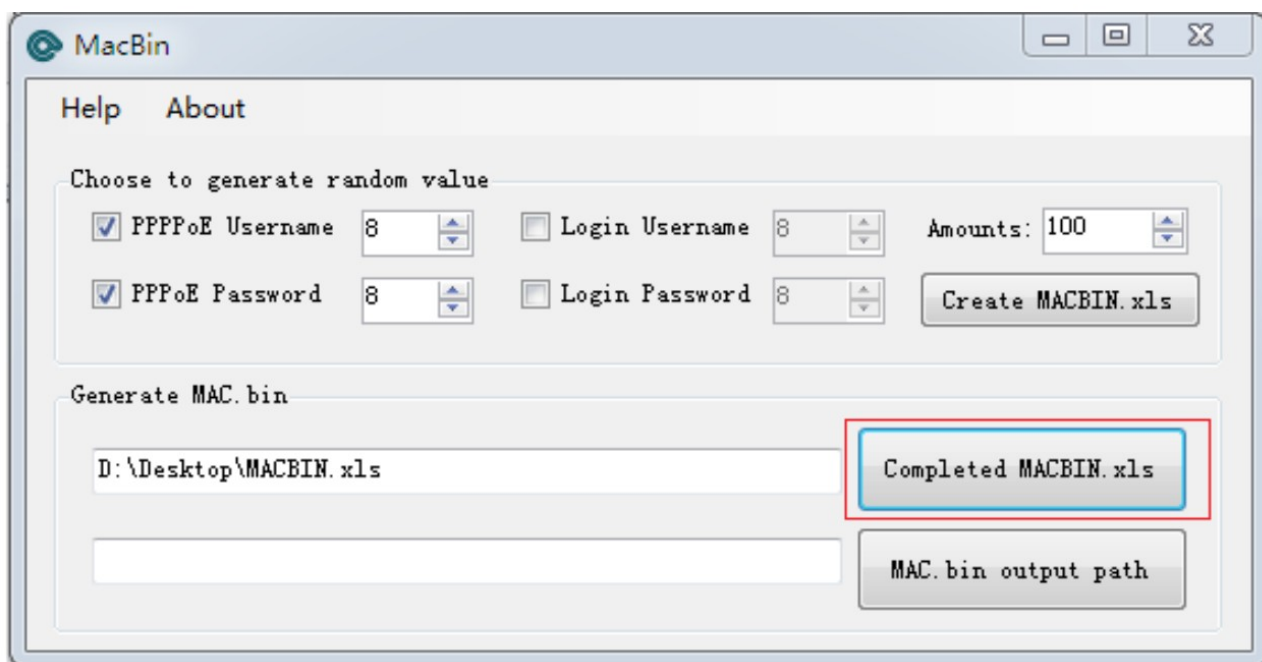 MacBin
Help About
Choose to generate random value
PPPPoE Username 8 Login Username 8 Amounts: 100
PPPoE Password 8 Login Password 8 Create MACBIN.xls
Generate MAC.bin
D:\Desktop\MACBIN.xls Completed MACBIN.xls
MAC.bin output path